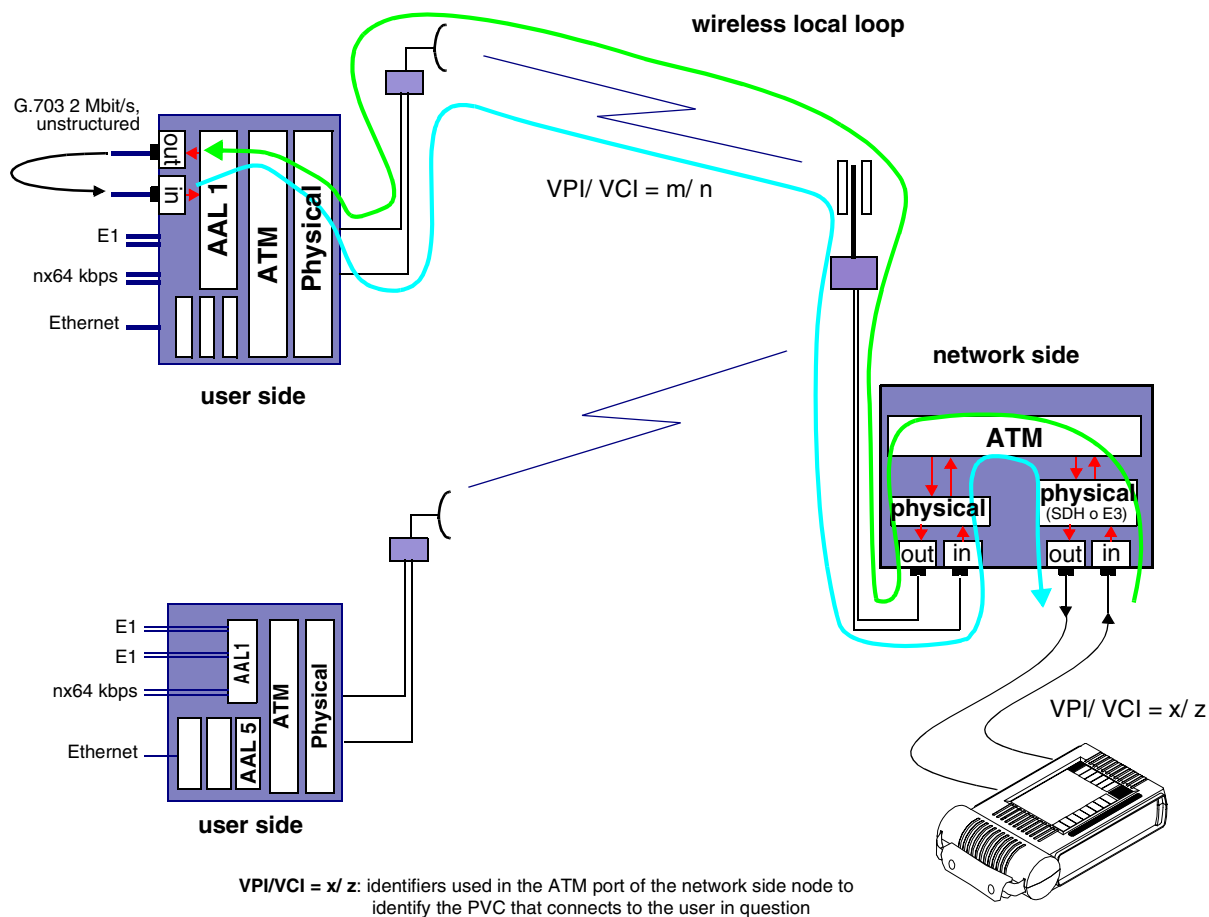 wireless local loop
G.703 2 Mbit/s,
unstructured
out
in
AAL 1
ATM
Physical
E1
nx64 kbps
Ethernet
user side
VPI/ VCI = m/ n
network side
ATM
physical
physical
(SDH o E3)
out
in
out
in
E1
E1
nx64 kbps
Ethernet
AAL1
AAL 5
ATM
Physical
user side
VPI/ VCI = x/ z
VPI/VCI = x/ z: identifiers used in the ATM port of the network side node to
identify the PVC that connects to the user in question